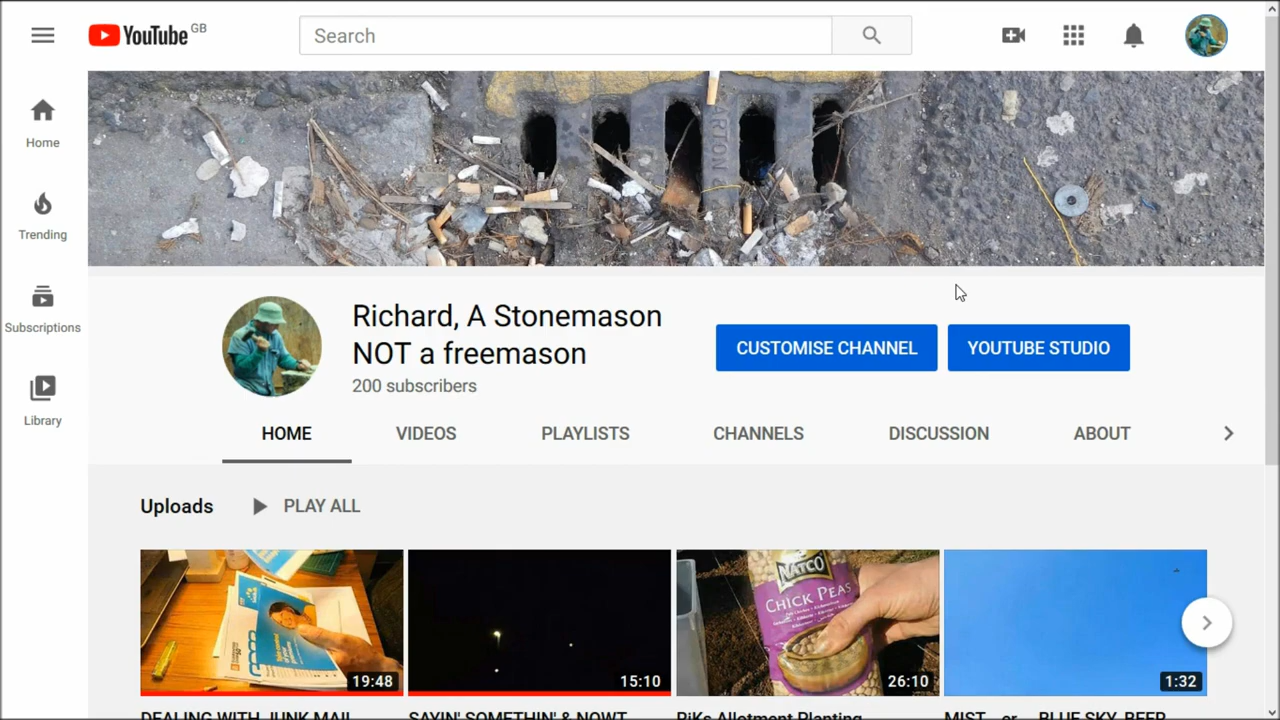 YouTube GB
Search
Home
Trending
Subscriptions
Library
ARTON &
Richard, A Stonemason
NOT a freemason
200 subscribers
CUSTOMISE CHANNEL
YOUTUBE STUDIO
HOME
VIDEOS
PLAYLISTS
CHANNELS
DISCUSSION
ABOUT
Uploads
PLAY ALL
19:48
15:10
NATCO
CHICK PEAS
26:10
1:32
DEALING WITH JUNK MAIL
SAYIN' SOMETHIN' & NOWT
RiKs Allotment Planting
MIST... or ... BLUE SKY, BEER